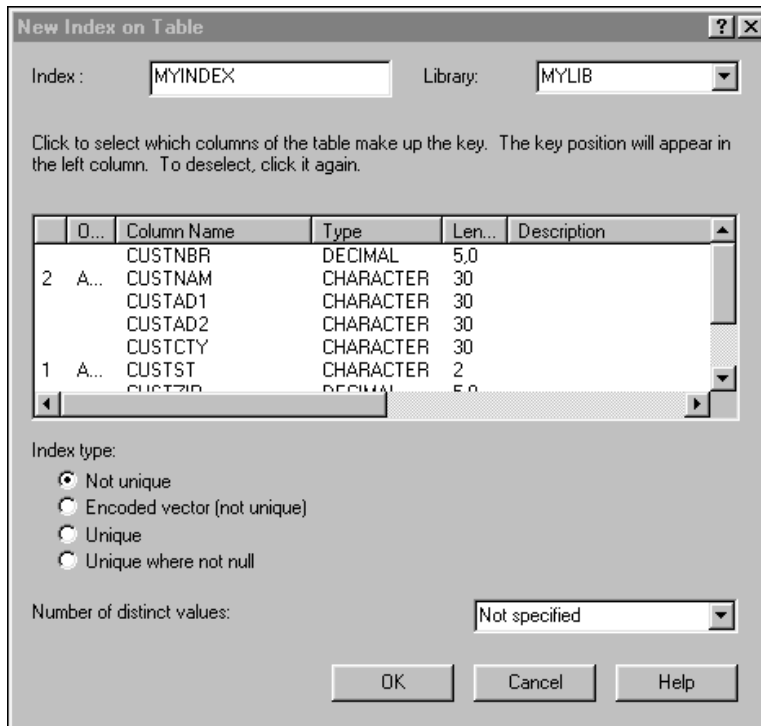 New Index on Table
Index : MYINDEX Library: MYLIB
Click to select which columns of the table make up the key. The key position will appear in
the left column. To deselect, click it again.
O... Column Name Type Len... Description
CUSTNBR DECIMAL 5,0
2 A... CUSTNAM CHARACTER 30
CUSTAD1 CHARACTER 30
CUSTAD2 CHARACTER 30
CUSTCTY CHARACTER 30
1 A... CUSTST CHARACTER 2
CUSTZIP DECIMAL 5,0
Index type:
Not unique
Encoded vector (not unique)
Unique
Unique where not null
Number of distinct values: Not specified
OK Cancel Help